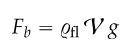 F_b = ϱ_fl 𝒱 g